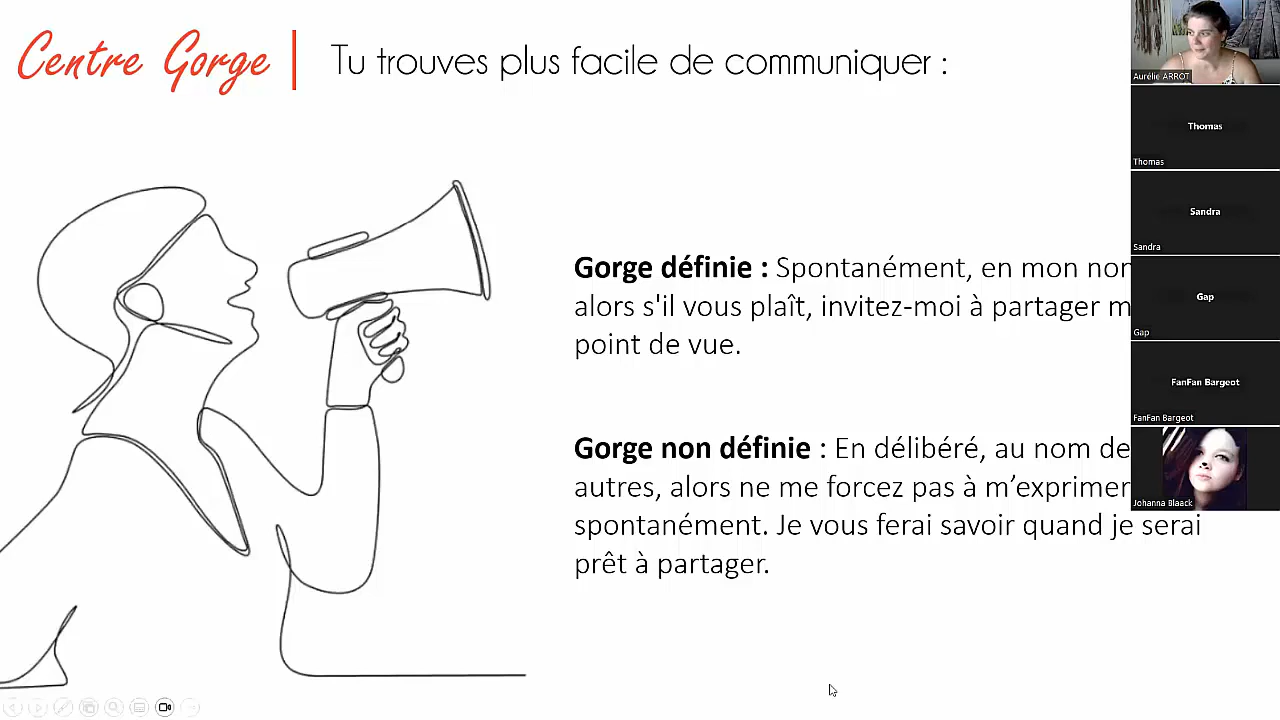 Centre Gorge | Tu trouves plus facile de communiquer :
Gorge définie : Spontanément, en mon
alors s'il vous plaît, invitez-moi à partager
point de vue.
Gorge non définie : En délibéré, au nom
autres, alors ne me forcez pas à m’exprimer
spontanément. Je vous ferai savoir quand je serai
prêt à partager.
Aurélie ARROT
Thomas
Thomas
Sandra
Sandra
Gap
Gap
FanFan Bargeot
FanFan Bargeot
Johanna Blaack